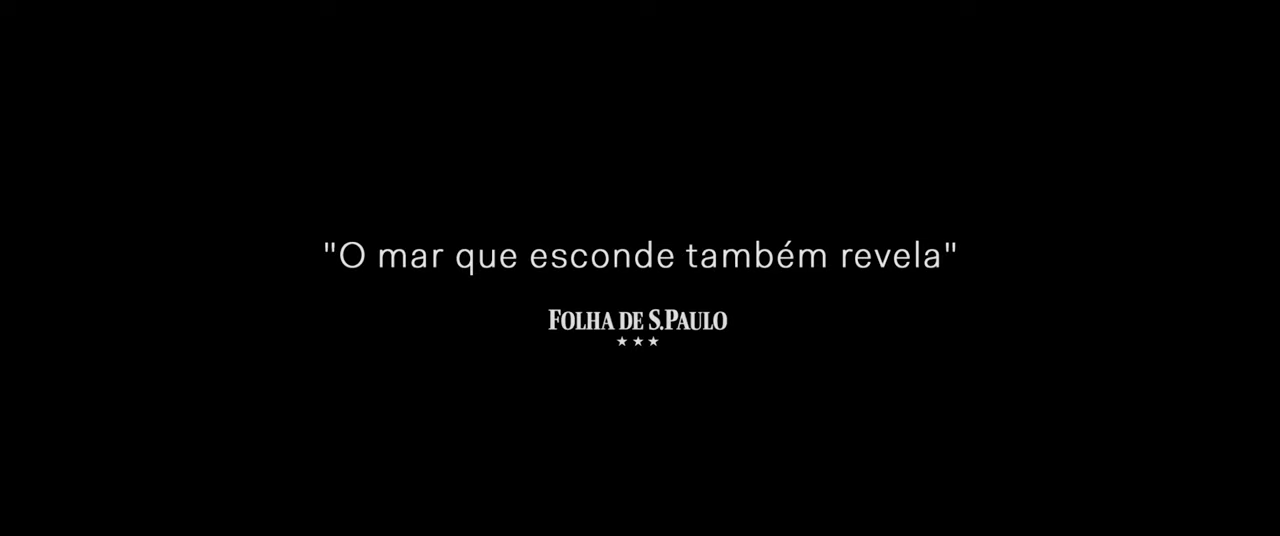 "O mar que esconde também revela"
FOLHA DE S.PAULO
★ ★ ★